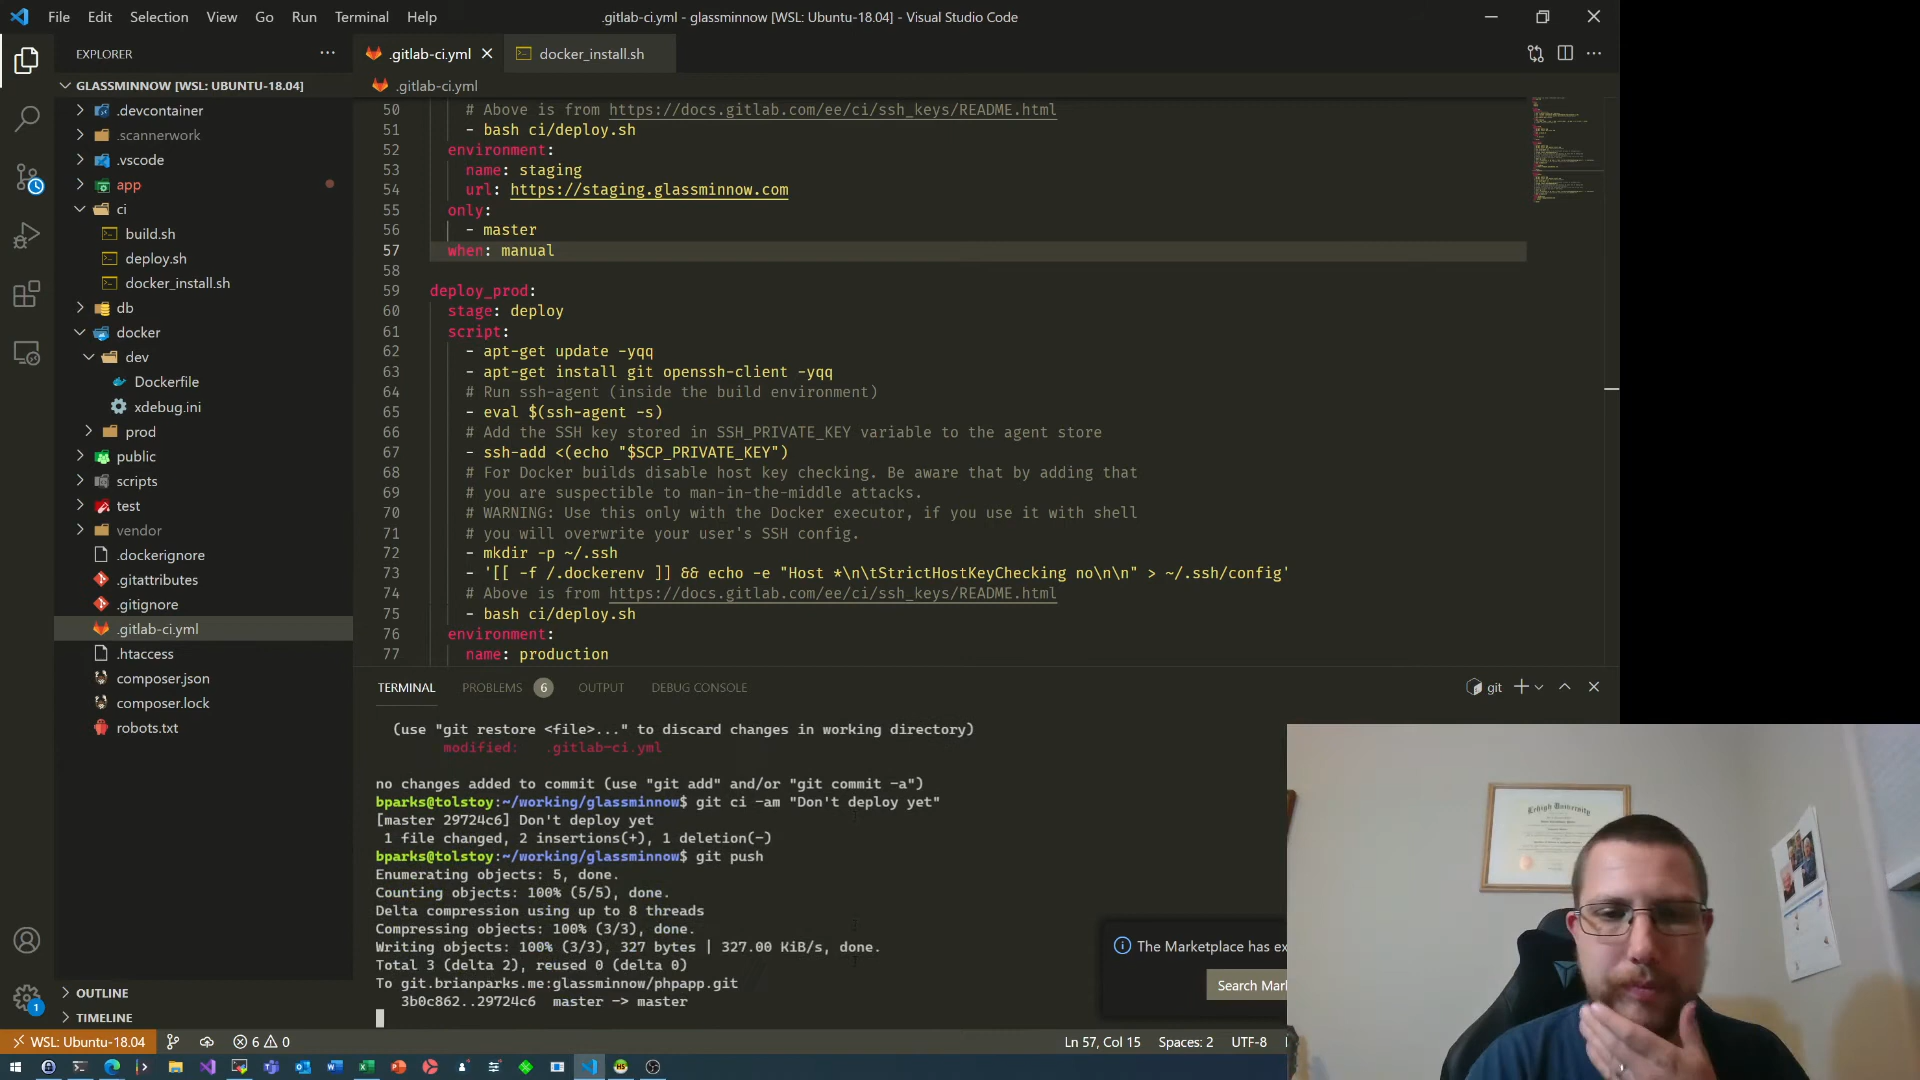 File Edit Selection View Go Run Terminal Help
.gitlab-ci.yml - glassminnow [WSL: Ubuntu-18.04] - Visual Studio Code
EXPLORER
.gitlab-ci.yml
docker_install.sh
GLASSMINNOW [WSL: UBUNTU-18.04]
.gitlab-ci.yml
.devcontainer
.scannerwork
.vscode
app
ci
build.sh
deploy.sh
docker_install.sh
db
docker
dev
Dockerfile
xdebug.ini
prod
public
scripts
test
vendor
.dockerignore
.gitattributes
.gitignore
.gitlab-ci.yml
.htaccess
composer.json
composer.lock
robots.txt
OUTLINE
TIMELINE
50 # Above is from https://docs.gitlab.com/ee/ci/ssh_keys/README.html
51 - bash ci/deploy.sh
52 environment:
53 name: staging
54 url: https://staging.glassminnow.com
55 only:
56 - master
57 when: manual
58
59 deploy_prod:
60 stage: deploy
61 script:
62 - apt-get update -yqq
63 - apt-get install git openssh-client -yqq
64 # Run ssh-agent (inside the build environment)
65 - eval $(ssh-agent -s)
66 # Add the SSH key stored in SSH_PRIVATE_KEY variable to the agent store
67 - ssh-add <(echo "$SCP_PRIVATE_KEY")
68 # For Docker builds disable host key checking. Be aware that by adding that
69 # you are suspectible to man-in-the-middle attacks.
70 # WARNING: Use this only with the Docker executor, if you use it with shell
71 # you will overwrite your user's SSH config.
72 - mkdir -p ~/.ssh
73 - '[[ -f /.dockerenv ]] && echo -e "Host *\n\tStrictHostKeyChecking no\n\n" > ~/.ssh/config'
74 # Above is from https://docs.gitlab.com/ee/ci/ssh_keys/README.html
75 - bash ci/deploy.sh
76 environment:
77 name: production
TERMINAL PROBLEMS 6 OUTPUT DEBUG CONSOLE
git
(use "git restore <file>..." to discard changes in working directory)
modified: .gitlab-ci.yml
no changes added to commit (use "git add" and/or "git commit -a")
bparks@tolstoy:~/working/glassminnow$ git ci -am "Don't deploy yet"
[master 29724c6] Don't deploy yet
1 file changed, 2 insertions(+), 1 deletion(-)
bparks@tolstoy:~/working/glassminnow$ git push
Enumerating objects: 5, done.
Counting objects: 100% (5/5), done.
Delta compression using up to 8 threads
Compressing objects: 100% (3/3), done.
Writing objects: 100% (3/3), 327 bytes | 327.00 KiB/s, done.
Total 3 (delta 2), reused 0 (delta 0)
To git.brianparks.me:glassminnow/phpapp.git
3b0c862..29724c6 master -> master
The Marketplace has ex
Search Mar
Lehigh University
1
WSL: Ubuntu-18.04
6 0
Ln 57, Col 15 Spaces: 2 UTF-8